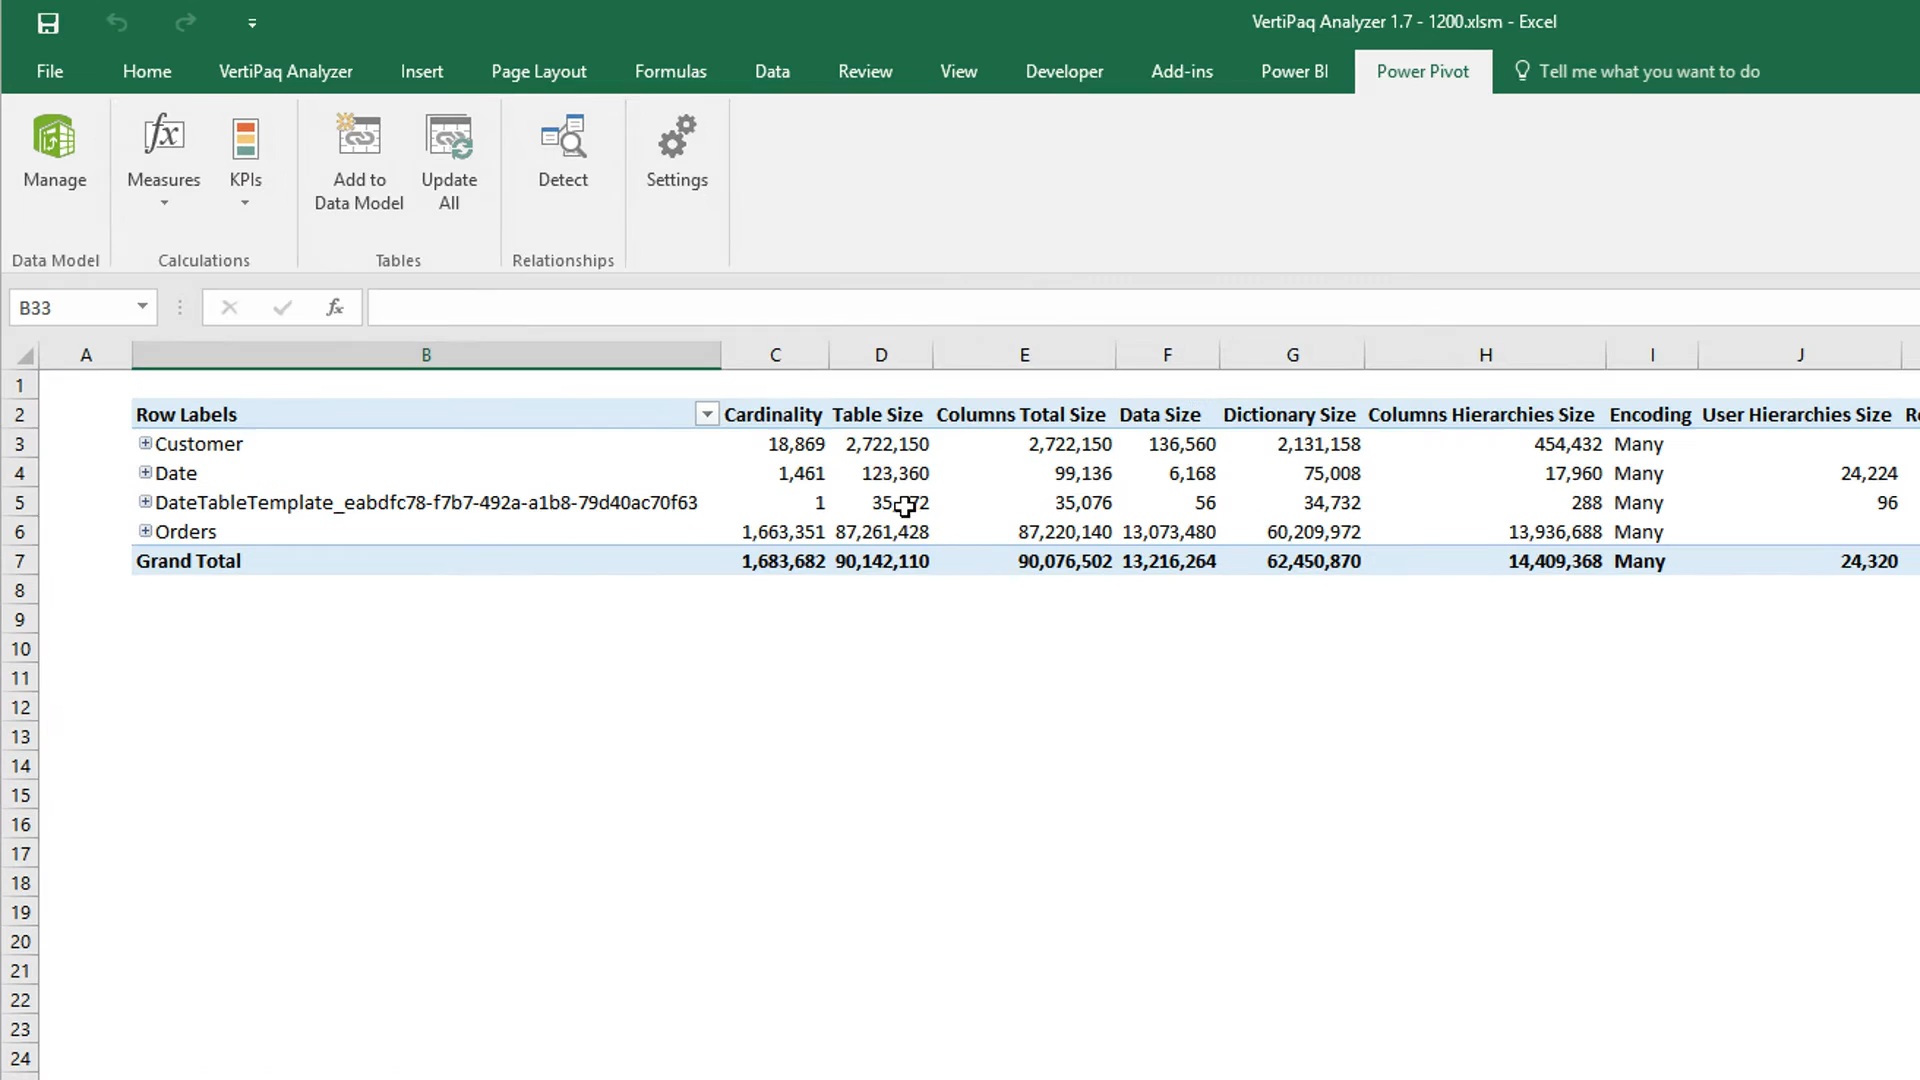 VertiPaq Analyzer 1.7 - 1200.xlsm - Excel
File Home VertiPaq Analyzer Insert Page Layout Formulas Data Review View Developer Add-ins Power BI Power Pivot Tell me what you want to do
Manage Measures KPIs Add to Data Model Update All Detect Settings
Data Model Calculations Tables Relationships
B33 fx
A B C D E F G H I J
1
2 Row Labels Cardinality Table Size Columns Total Size Data Size Dictionary Size Columns Hierarchies Size Encoding User Hierarchies Size
3 Customer 18,869 2,722,150 2,722,150 136,560 2,131,158 454,432 Many
4 Date 1,461 123,360 99,136 6,168 75,008 17,960 Many 24,224
5 DateTableTemplate_eabdfc78-f7b7-492a-a1b8-79d40ac70f63 1 35,076 56 34,732 288 Many 96
6 Orders 1,663,351 87,261,428 87,220,140 13,073,480 60,209,972 13,936,688 Many
7 Grand Total 1,683,682 90,142,110 90,076,502 13,216,264 62,450,870 14,409,368 Many 24,320
8
9
10
11
12
13
14
15
16
17
18
19
20
21
22
23
24